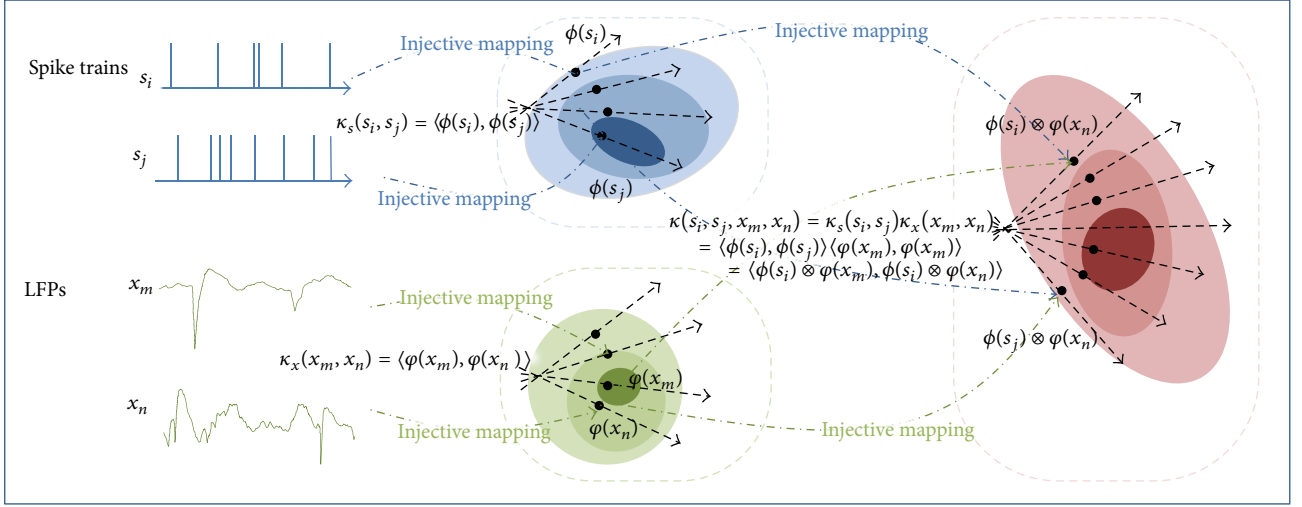 Spike trains
s_i
s_j
Injective mapping
κ_s(s_i, s_j) = ⟨ϕ(s_i), ϕ(s_j)⟩
Injective mapping
ϕ(s_i)
ϕ(s_j)
Injective mapping
LFPs
x_m
x_n
Injective mapping
κ_x(x_m, x_n) = ⟨φ(x_m), φ(x_n)⟩
Injective mapping
φ(x_m)
φ(x_n)
Injective mapping
κ(s_i, s_j, x_m, x_n) = κ_s(s_i, s_j)κ_x(x_m, x_n)
= ⟨ϕ(s_i), ϕ(s_j)⟩⟨φ(x_m), φ(x_m)⟩
= ⟨ϕ(s_i) ⊗ φ(x_m), ϕ(s_i) ⊗ φ(x_n)⟩
ϕ(s_i) ⊗ φ(x_n)
ϕ(s_j) ⊗ φ(x_n)